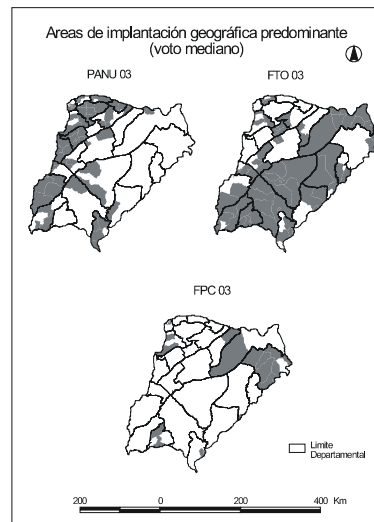 Areas de implantación geográfica predominante
(voto mediano)
PANU 03
FTO 03
FPC 03
Limite
Departamental
200 0 200 400 Km